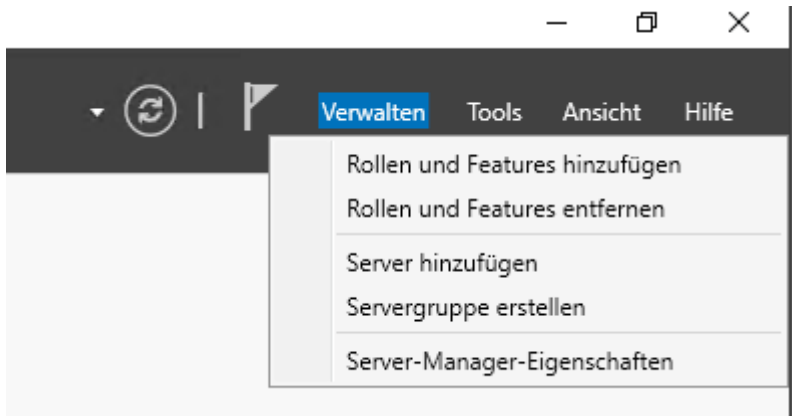 Verwalten Tools Ansicht Hilfe
Rollen und Features hinzufügen
Rollen und Features entfernen
Server hinzufügen
Servergruppe erstellen
Server-Manager-Eigenschaften